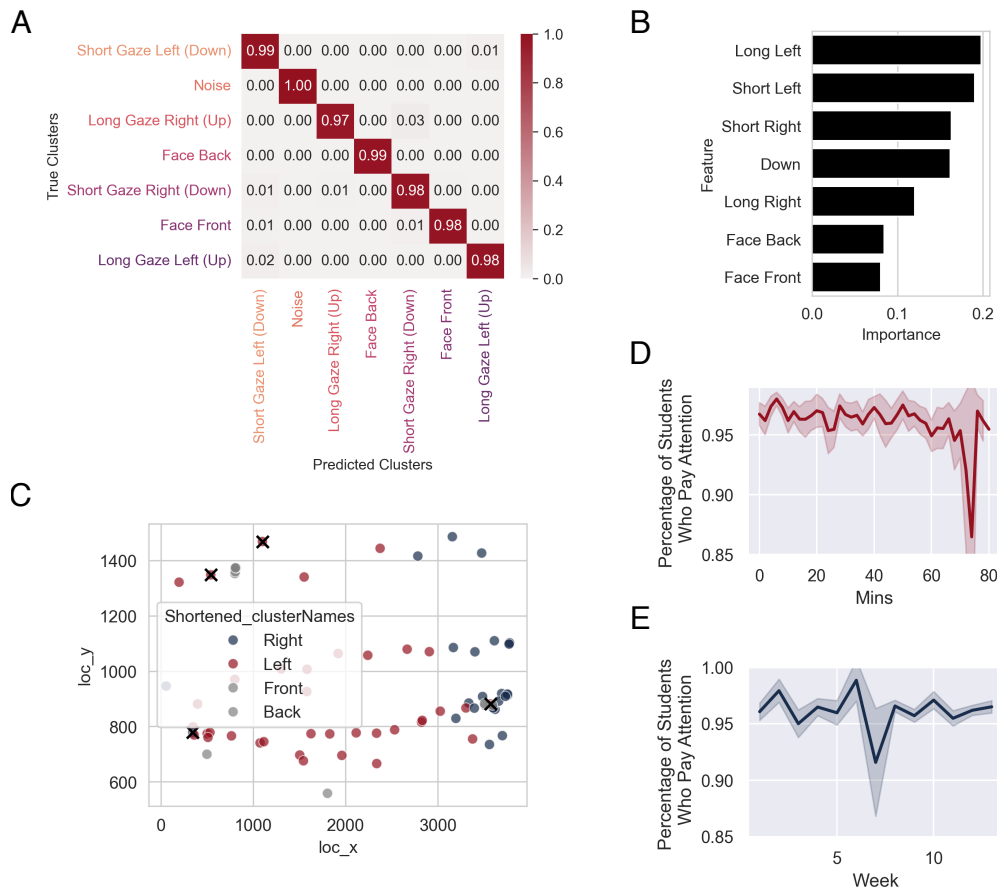 A
True Clusters
Short Gaze Left (Down) 0.99 0.00 0.00 0.00 0.00 0.00 0.01
Noise 0.00 1.00 0.00 0.00 0.00 0.00 0.00
Long Gaze Right (Up) 0.00 0.00 0.97 0.00 0.03 0.00 0.00
Face Back 0.00 0.00 0.00 0.99 0.00 0.00 0.00
Short Gaze Right (Down) 0.01 0.00 0.01 0.00 0.98 0.00 0.00
Face Front 0.01 0.00 0.00 0.00 0.01 0.98 0.00
Long Gaze Left (Up) 0.02 0.00 0.00 0.00 0.00 0.00 0.98
Short Gaze Left (Down)
Noise
Long Gaze Right (Up)
Face Back
Short Gaze Right (Down)
Face Front
Long Gaze Left (Up)
Predicted Clusters
1.0
0.8
0.6
0.4
0.2
0.0
B
Feature
Long Left
Short Left
Short Right
Down
Long Right
Face Back
Face Front
0.0 0.1 0.2
Importance
C
loc_y
1400
1200
1000
800
600
Shortened_clusterNames
Right
Left
Front
Back
0 1000 2000 3000
loc_x
D
Percentage of Students
Who Pay Attention
0.95
0.90
0.85
0 20 40 60 80
Mins
E
Percentage of Students
Who Pay Attention
1.00
0.95
0.90
0.85
5 10
Week